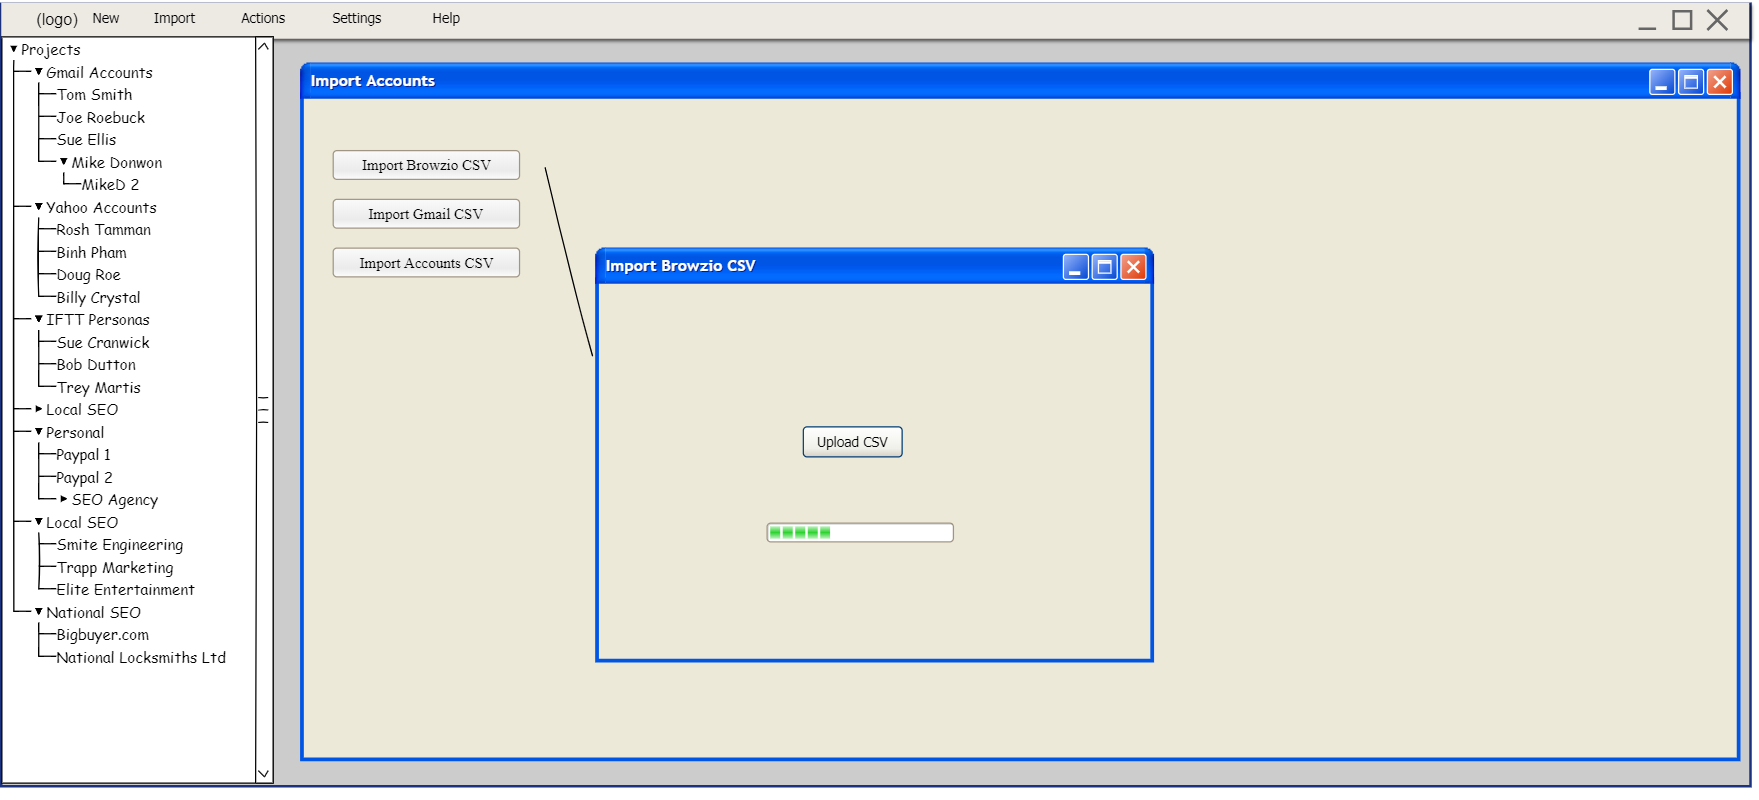 (logo) New Import Actions Settings Help
Projects
Gmail Accounts
Tom Smith
Joe Roebuck
Sue Ellis
Mike Donwon
MikeD 2
Yahoo Accounts
Rosh Tamman
Binh Pham
Doug Roe
Billy Crystal
IFTT Personas
Sue Cranwick
Bob Dutton
Trey Martis
Local SEO
Personal
Paypal 1
Paypal 2
SEO Agency
Local SEO
Smite Engineering
Trapp Marketing
Elite Entertainment
National SEO
Bigbuyer.com
National Locksmiths Ltd
Import Accounts
Import Browzio CSV
Import Gmail CSV
Import Accounts CSV
Import Browzio CSV
Upload CSV